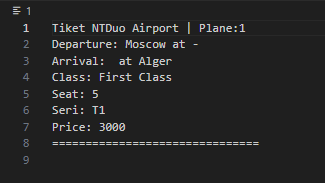 1
1 Tiket NTDuo Airport | Plane:1
2 Departure: Moscow at -
3 Arrival:  at Alger
4 Class: First Class
5 Seat: 5
6 Seri: T1
7 Price: 3000
8 ===============================
9